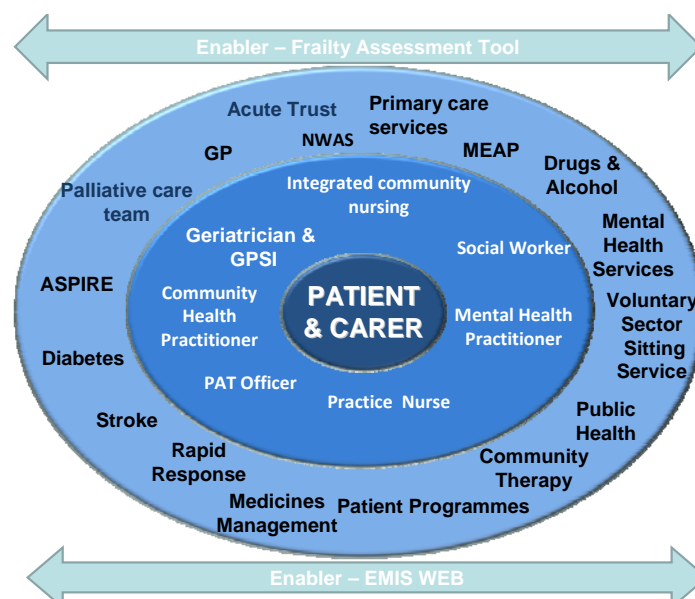 Enabler – Frailty Assessment Tool
Acute Trust
Primary care
services
NWAS
GP
MEAP
Drugs &
Alcohol
Palliative care
team
Integrated community
nursing
Mental
Health
Services
Geriatrician &
GPSI
Social Worker
ASPIRE
Community
Health
Practitioner
PATIENT
& CARER
Mental Health
Practitioner
Voluntary
Sector
Sitting
Service
Diabetes
PAT Officer
Practice Nurse
Stroke
Public
Health
Rapid
Response
Community
Therapy
Medicines
Management
Patient Programmes
Enabler – EMIS WEB